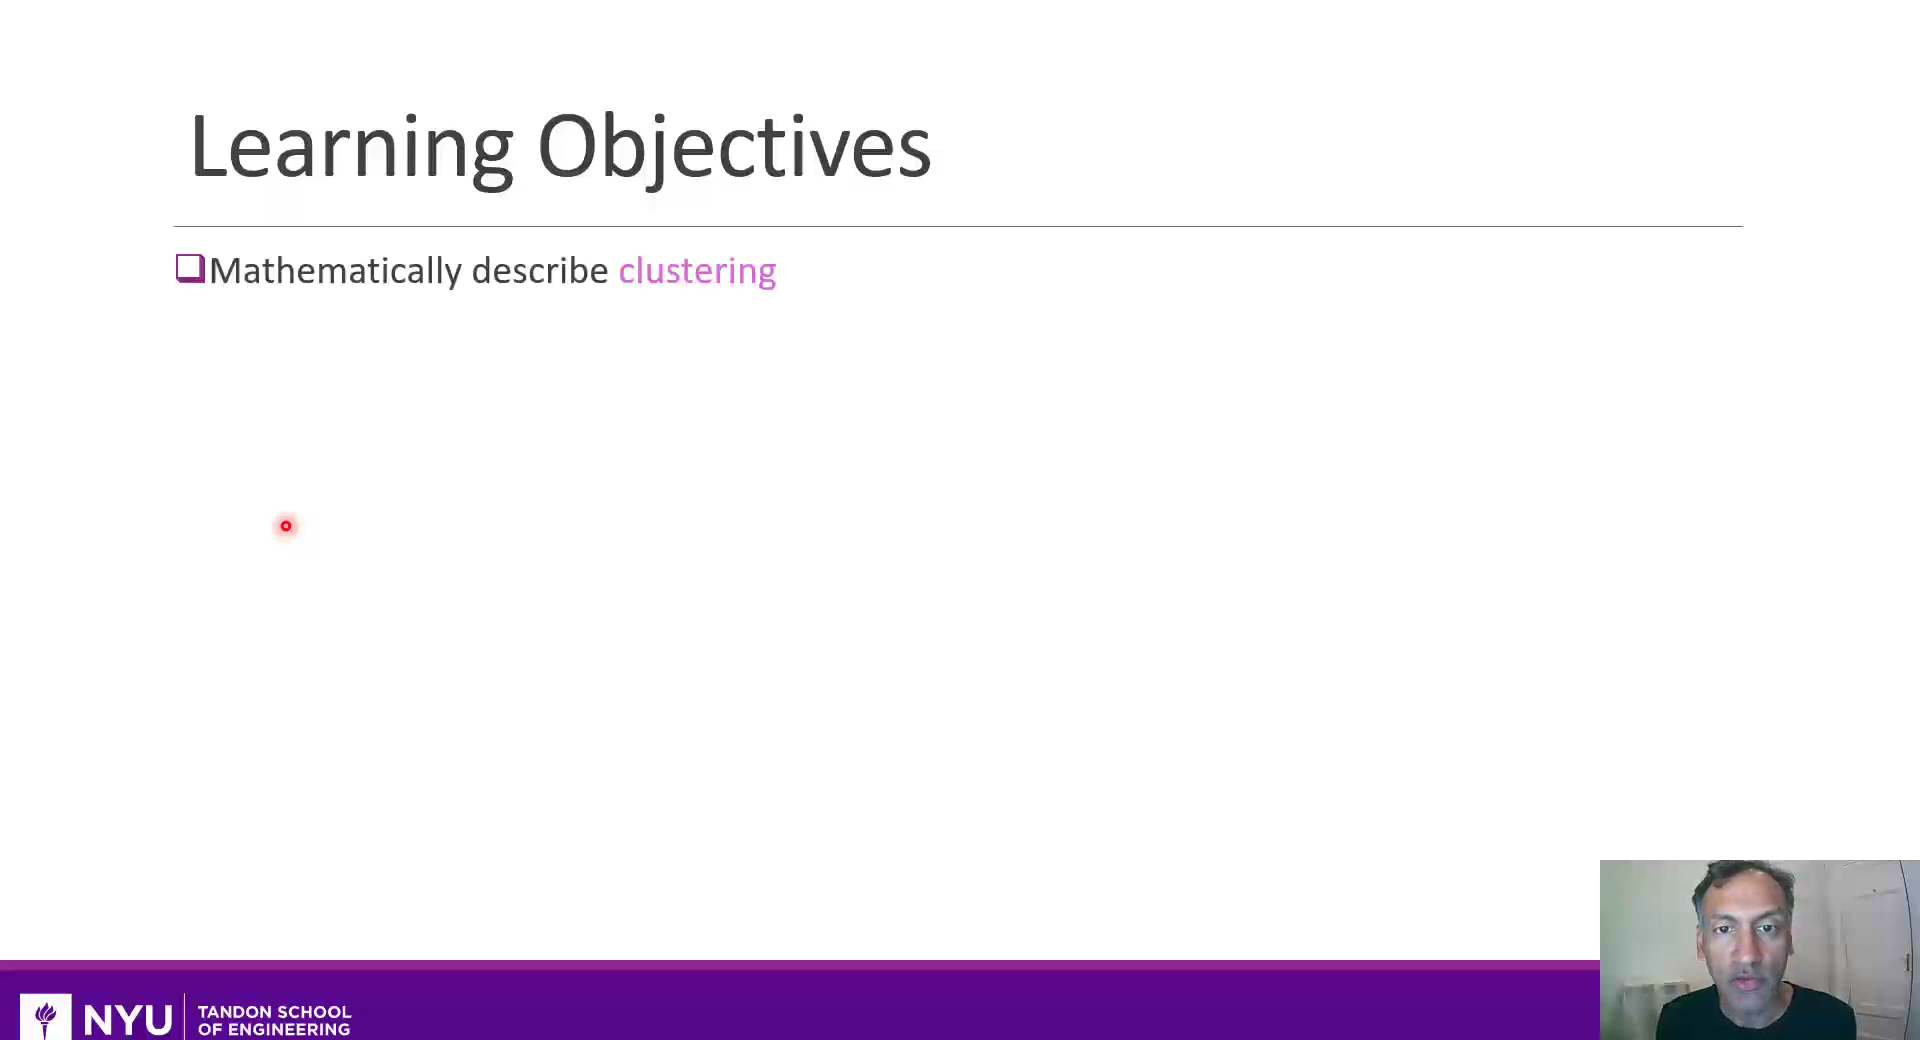 Learning Objectives
Mathematically describe clustering
NYU
TANDON SCHOOL
OF ENGINEERING